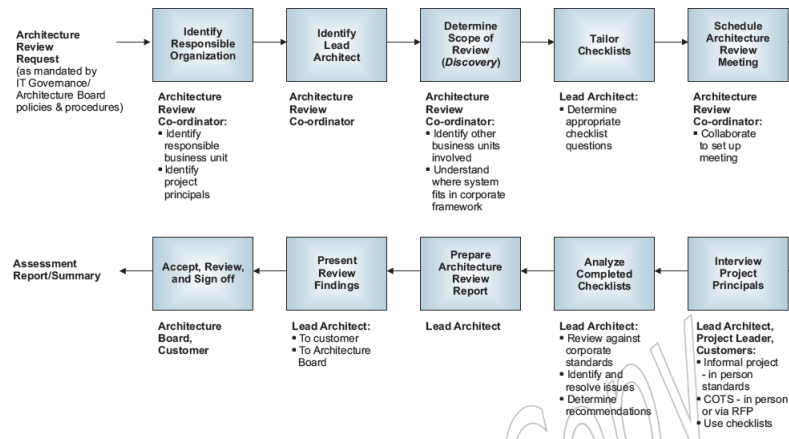 Architecture
Review
Request
(as mandated by
IT Governance/
Architecture Board
policies & procedures)
Identify
Responsible
Organization
Architecture
Review
Co-ordinator:
▪ Identify
responsible
business unit
▪ Identify
project
principals
Identify
Lead
Architect
Architecture
Review
Co-ordinator
Determine
Scope of
Review
(Discovery)
Architecture
Review
Co-ordinator:
▪ Identify other
business units
involved
▪ Understand
where system
fits in corporate
framework
Tailor
Checklists
Lead Architect:
▪ Determine
appropriate
checklist
questions
Schedule
Architecture
Review
Meeting
Architecture
Review
Co-ordinator:
▪ Collaborate
to set up
meeting
Assessment
Report/Summary
Accept, Review,
and Sign off
Architecture
Board,
Customer
Present
Review
Findings
Lead Architect:
▪ To customer
▪ To Architecture
Board
Prepare
Architecture
Review
Report
Lead Architect
Analyze
Completed
Checklists
Lead Architect:
▪ Review against
corporate
standards
▪ Identify and
resolve issues
▪ Determine
recommendations
Interview
Project
Principals
Lead Architect,
Project Leader,
Customers:
▪ Informal project
- in person
standards
▪ COTS - in person
or via RFP
▪ Use checklists
copy